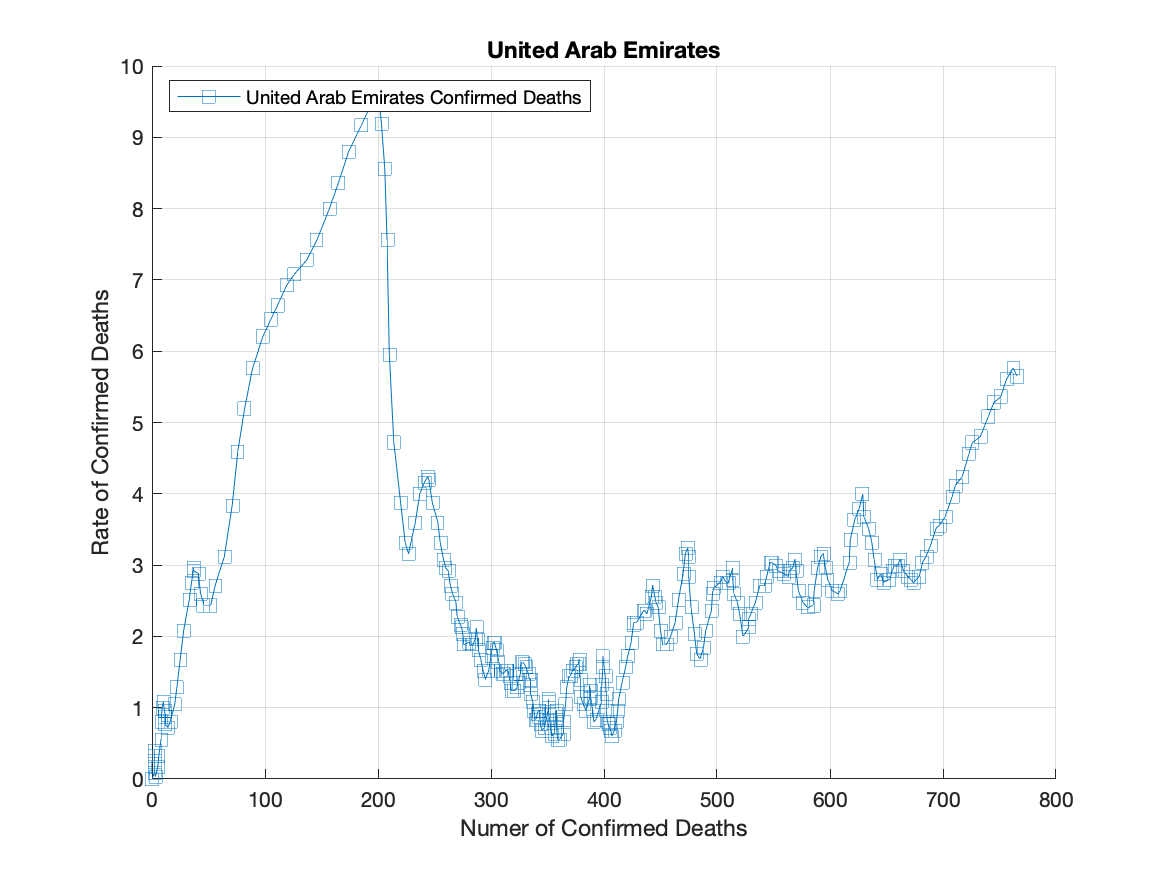 United Arab Emirates
United Arab Emirates Confirmed Deaths
10
9
8
7
6
5
4
3
2
1
0
Rate of Confirmed Deaths
0 100 200 300 400 500 600 700 800
Numer of Confirmed Deaths